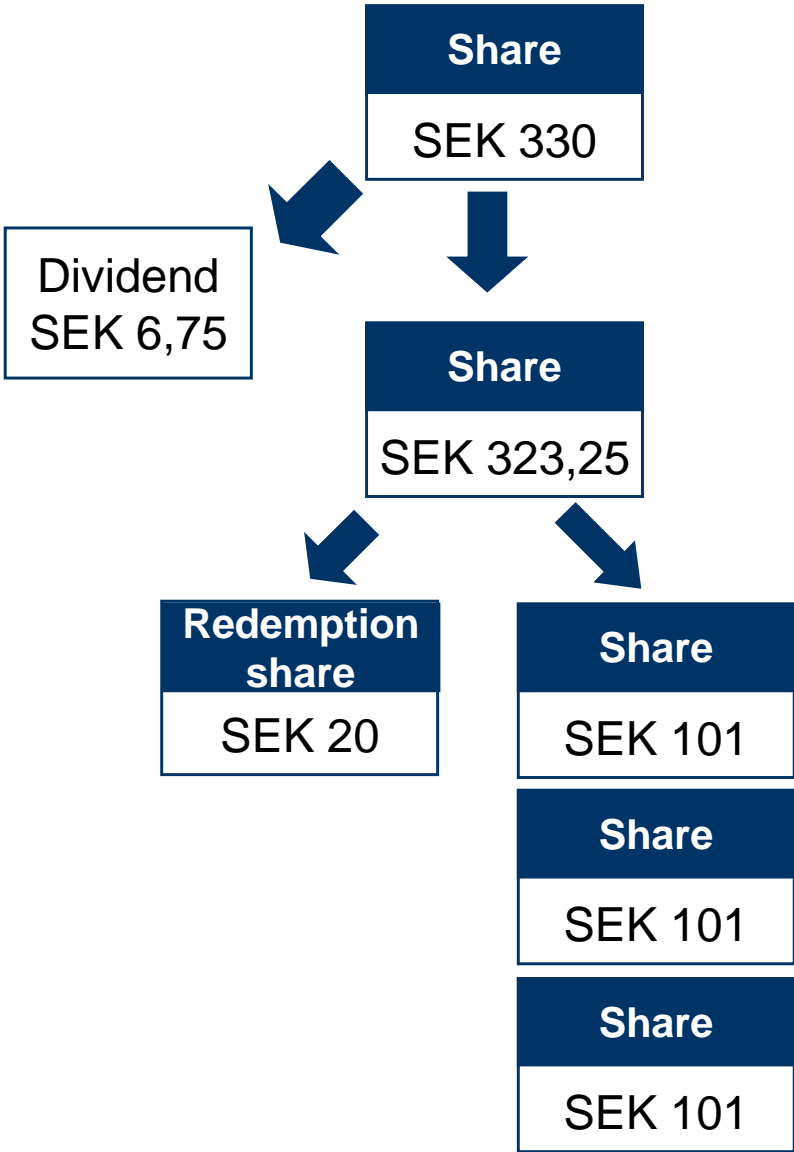 Share
SEK 330
Dividend
SEK 6,75
Share
SEK 323,25
Redemption
share
SEK 20
Share
SEK 101
Share
SEK 101
Share
SEK 101